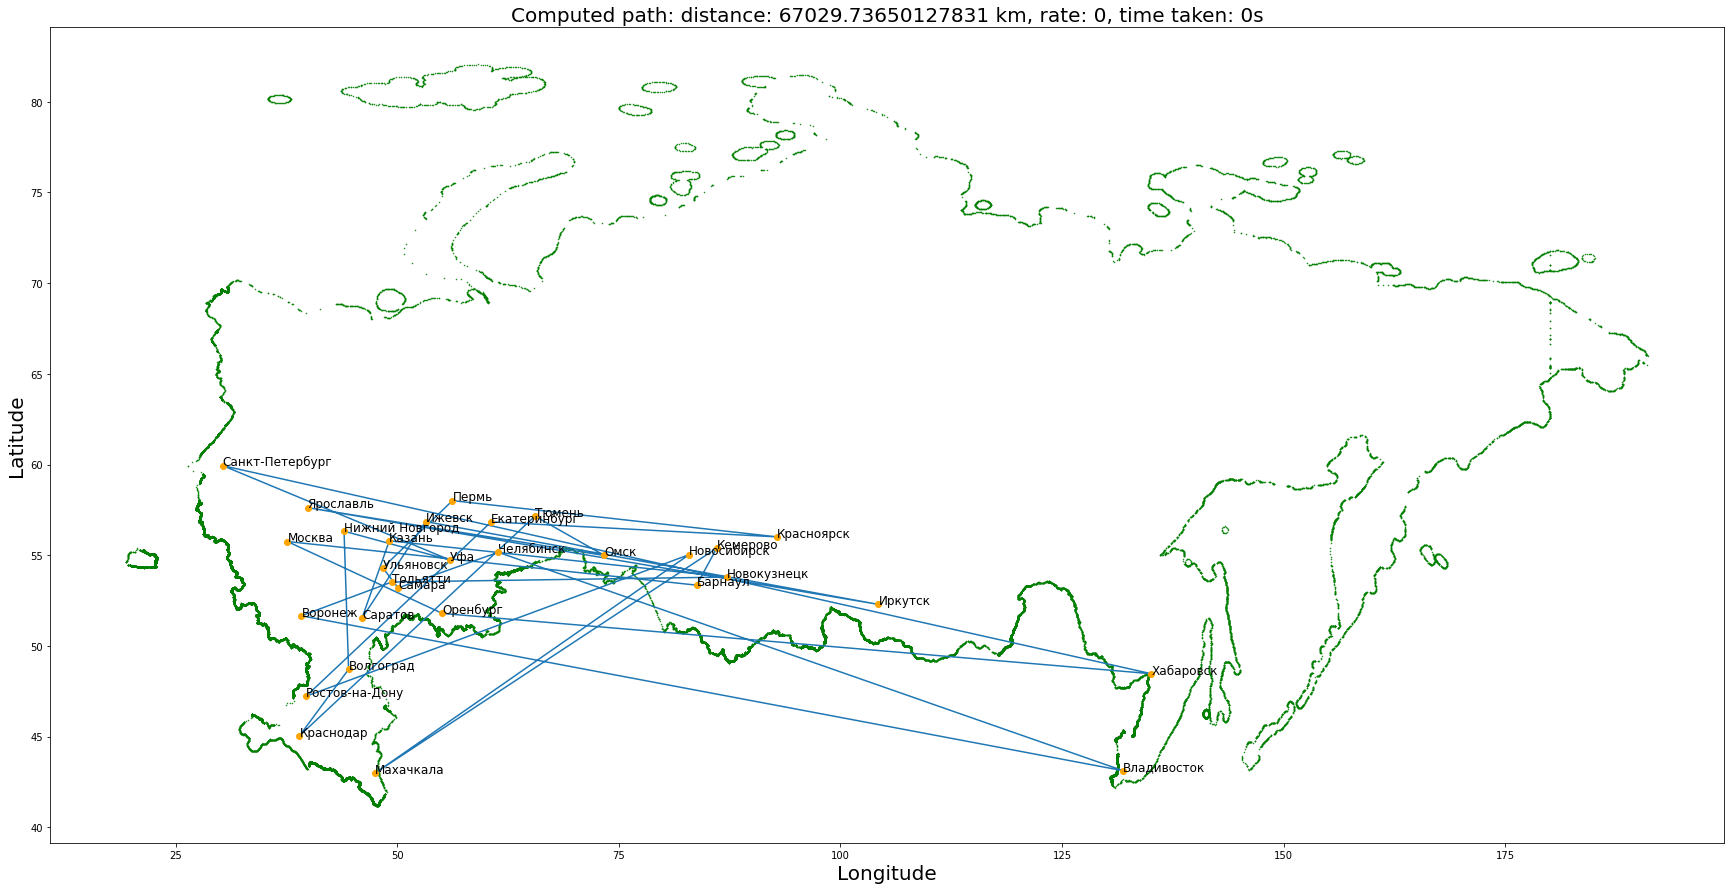 Computed path: distance: 67029.73650127831 km, rate: 0, time taken: 0s
80
75
70
65
60
55
50
45
40
Latitude
Санкт-Петербург
Пермь
Ярославль
Тюмень
Ижевск
Екатеринбург
Нижний Новгород
Красноярск
Москва
Казань
Кемерово
Челябинск
Новосибирск
Омск
Уфа
Ульяновск
Новокузнецк
Тольятти
Барнаул
Самара
Иркутск
Оренбург
Воронеж
Саратов
Волгоград
Хабаровск
Ростов-на-Дону
Краснодар
Махачкала
Владивосток
25
50
75
100
125
150
175
Longitude